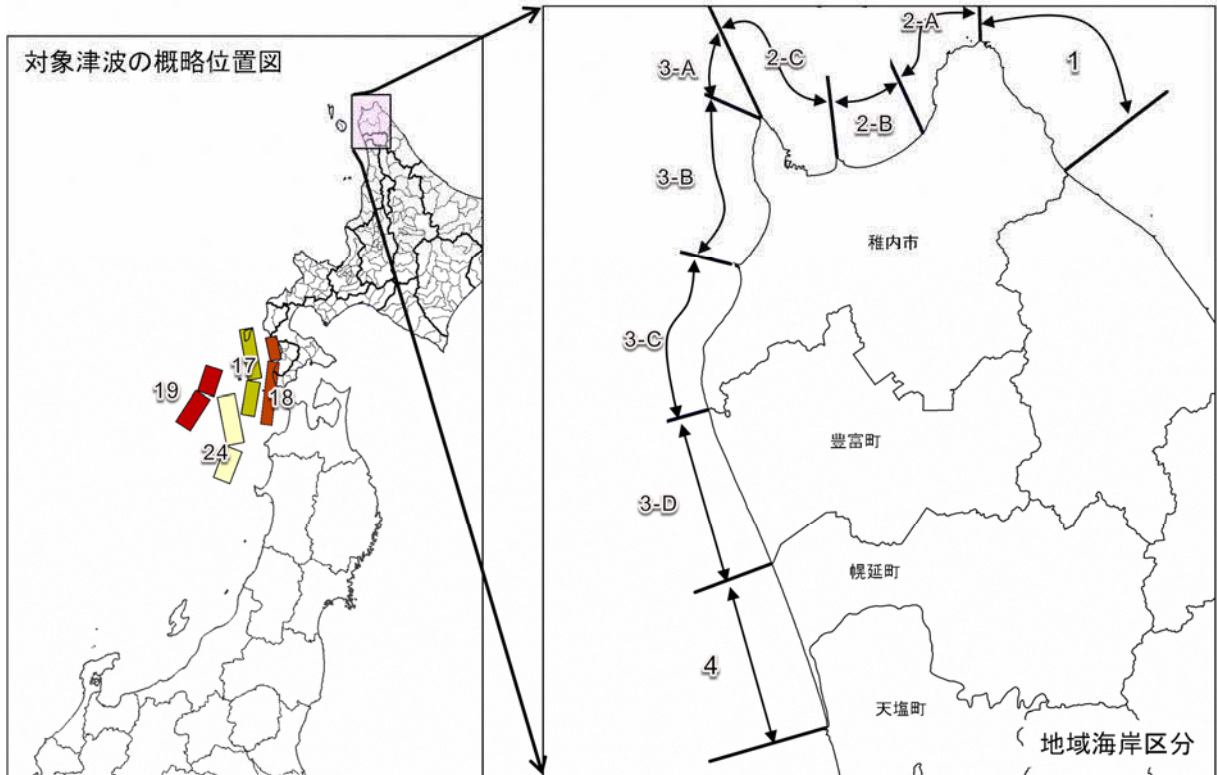 対象津波の概略位置図
17
19
18
24
2-A
2-C
1
3-A
2-B
3-B
稚内市
3-C
豊富町
3-D
幌延町
4
天塩町
地域海岸区分